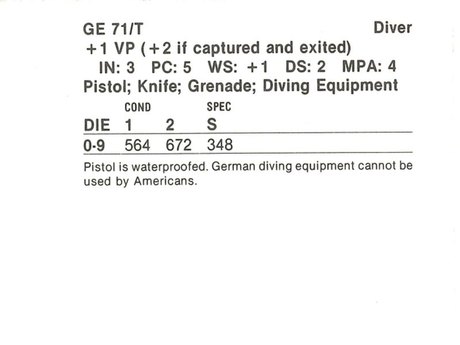 GE 71/T Diver
+1 VP (+2 if captured and exited)
IN: 3 PC: 5 WS: +1 DS: 2 MPA: 4
Pistol; Knife; Grenade; Diving Equipment
COND SPEC
DIE 1 2 S
0-9 564 672 348
Pistol is waterproofed. German diving equipment cannot be
used by Americans.